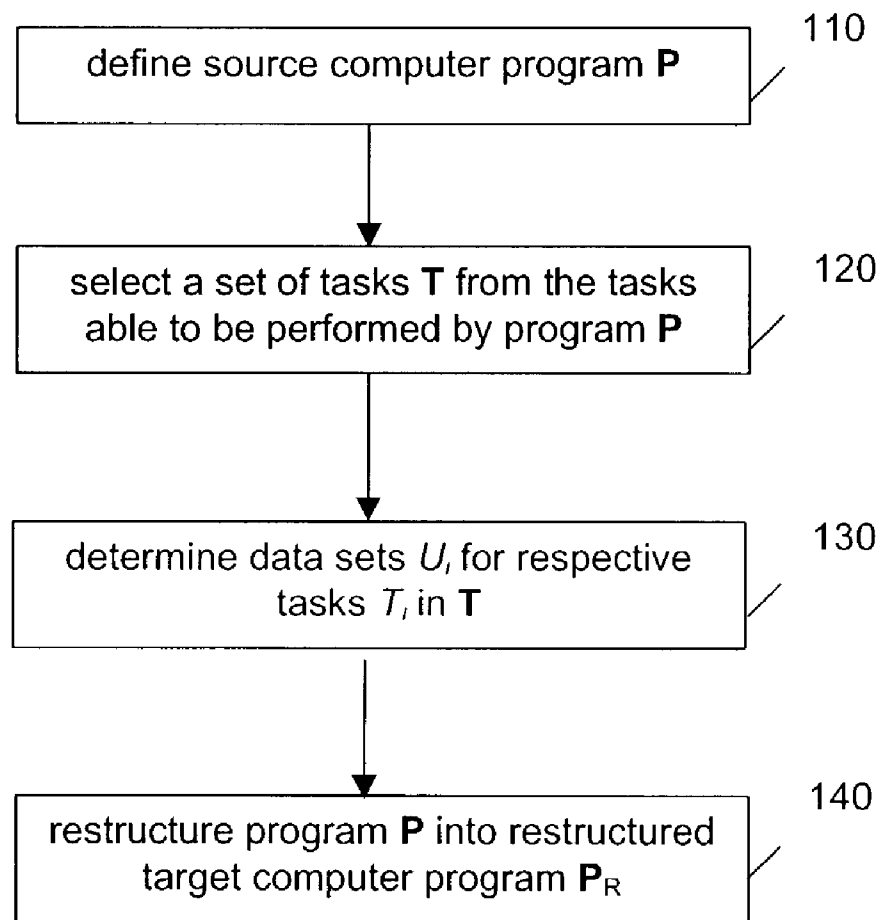 110
define source computer program P
120
select a set of tasks T from the tasks
able to be performed by program P
130
determine data sets Ui for respective
tasks Ti in T
140
restructure program P into restructured
target computer program PR